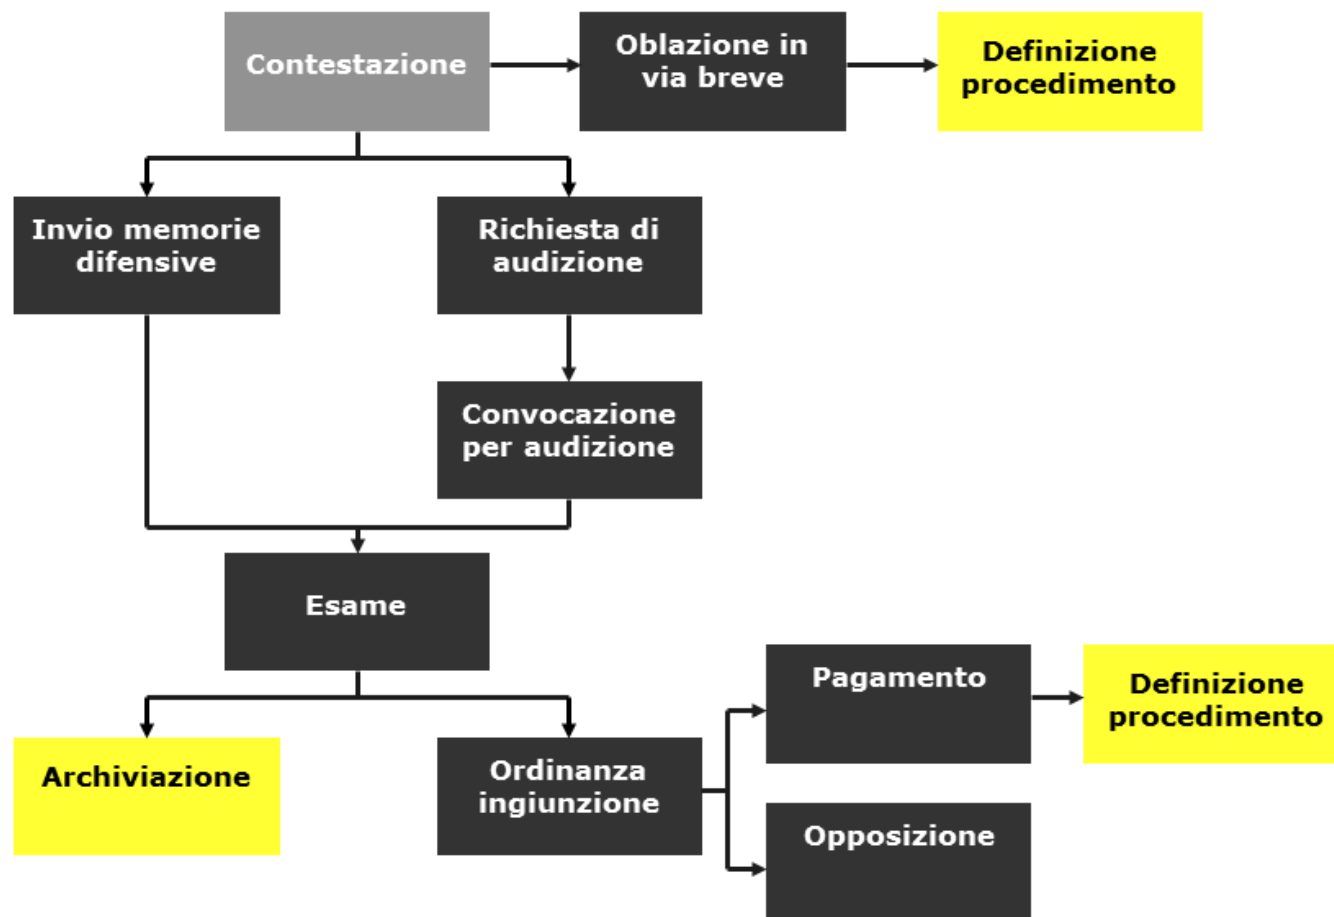 Contestazione
Oblazione in
via breve
Definizione
procedimento
Invio memorie
difensive
Richiesta di
audizione
Convocazione
per audizione
Esame
Archiviazione
Ordinanza
ingiunzione
Pagamento
Definizione
procedimento
Opposizione